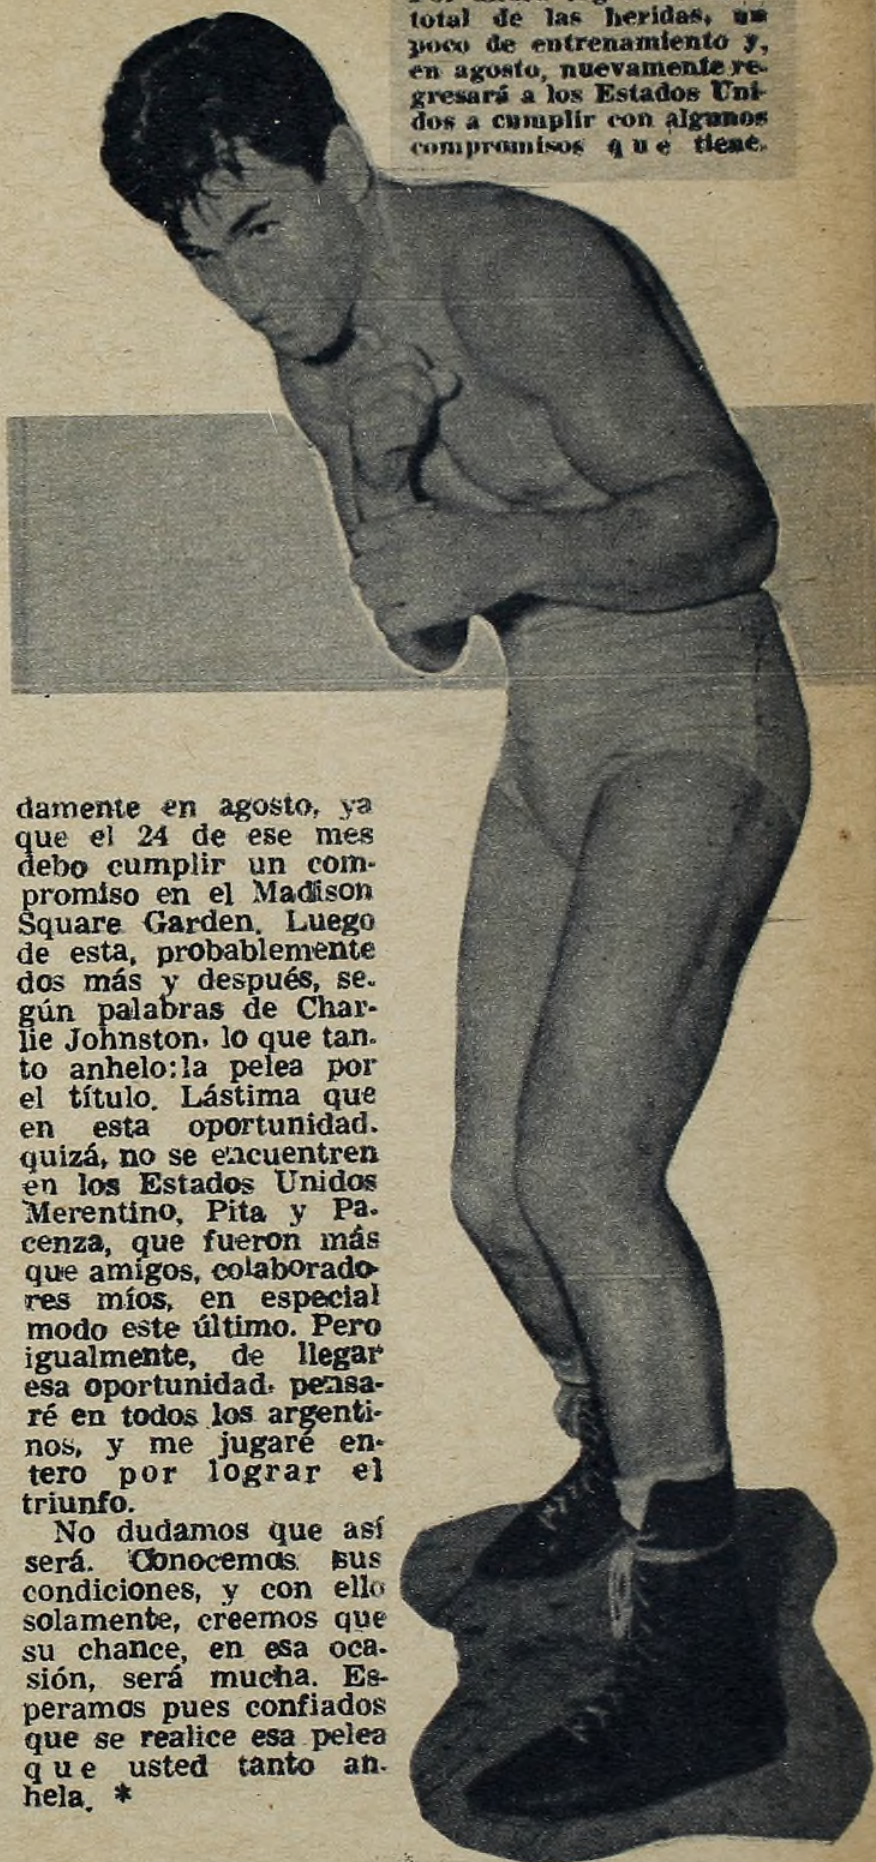 total de las heridas, un
poco de entrenamiento y,
en agosto, nuevamente re-
gresará a los Estados Uni-
dos a cumplir con algunos
compromisos que tiene.
damente en agosto, ya
que el 24 de ese mes
debo cumplir un com-
promiso en el Madison
Square Garden. Luego
de esta, probablemente
dos más y después, se-
gún palabras de Char-
lie Johnston, lo que tan-
to anhelo: la pelea por
el título. Lástima que
en esta oportunidad,
quizá, no se encuentren
en los Estados Unidos
Merentino, Pita y Pa-
cenza, que fueron más
que amigos, colaborado-
res míos, en especial
modo este último. Pero
igualmente, de llegar
esa oportunidad, pensa-
ré en todos los argenti-
nos, y me jugaré en-
tero por lograr el
triunfo.
No dudamos que así
será. Conocemos sus
condiciones, y con ello
solamente, creemos que
su chance, en esa oca-
sión, será mucha. Es-
peramos pues confiados
que se realice esa pelea
que usted tanto an-
hela. *